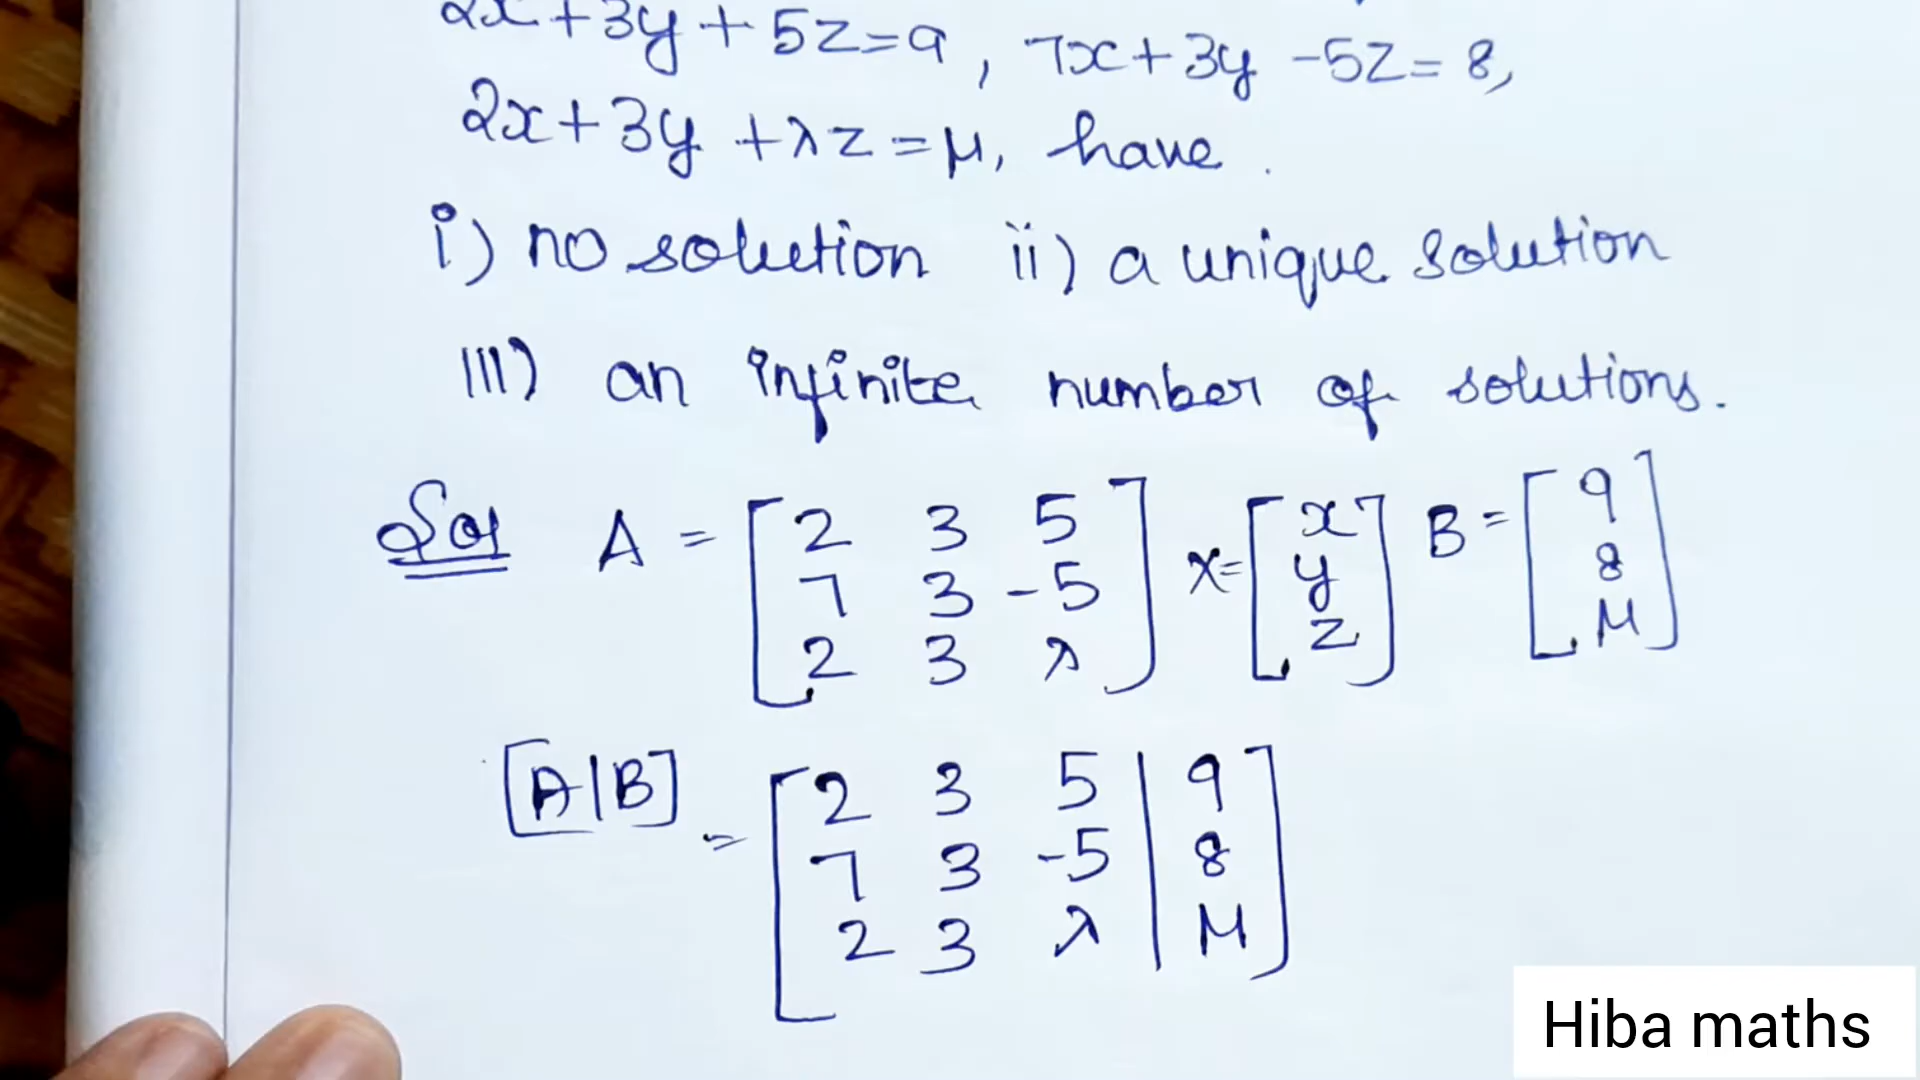 2x+3y+5z=9, 7x+3y-5z=8,
2x+3y+λz=μ, have.
i) no solution ii) a unique solution
III) an infinite number of solutions.
Sol A = [2 3 5
7 3 -5
2 3 λ] X= [x
y
z] B= [9
8
μ]
[A|B] = [2 3 5 | 9
7 3 -5 | 8
2 3 λ | μ]
Hiba maths